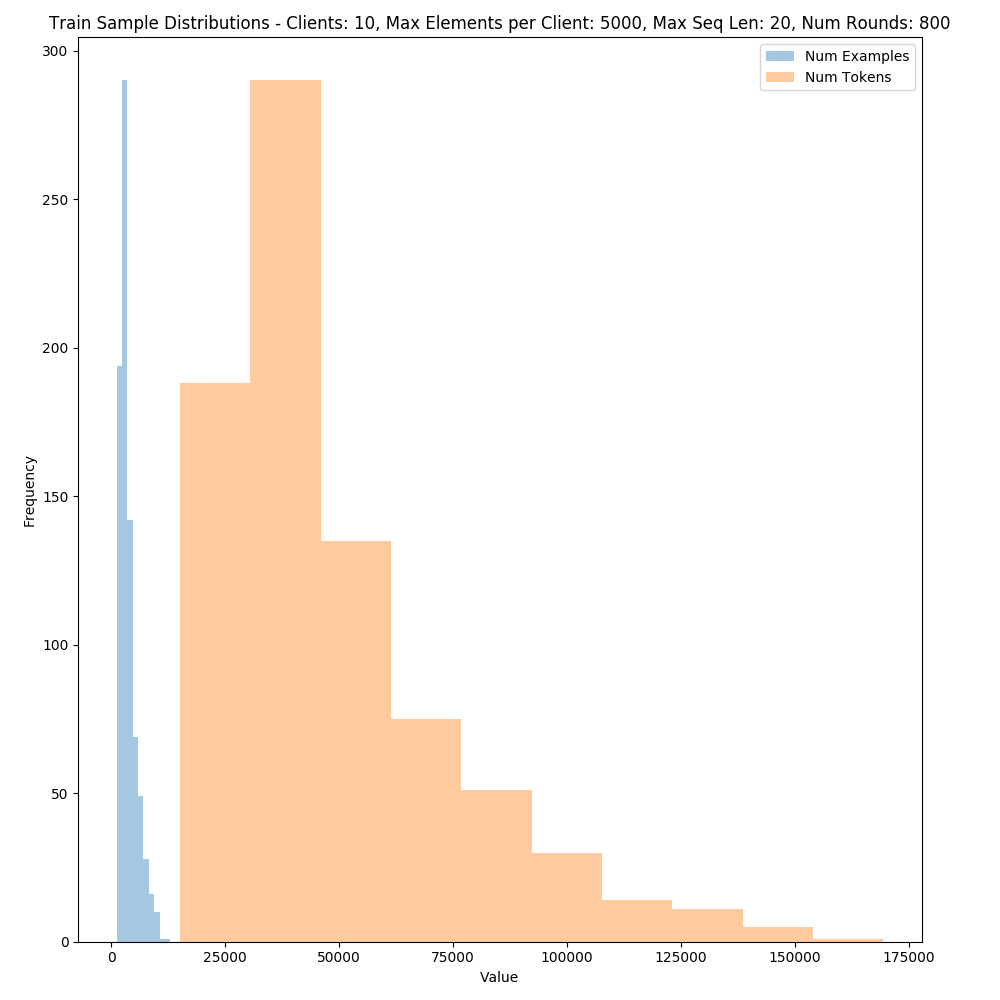 Train Sample Distributions - Clients: 10, Max Elements per Client: 5000, Max Seq Len: 20, Num Rounds: 800
Num Examples
Num Tokens
300
250
200
150
100
50
0
Frequency
0 25000 50000 75000 100000 125000 150000 175000
Value